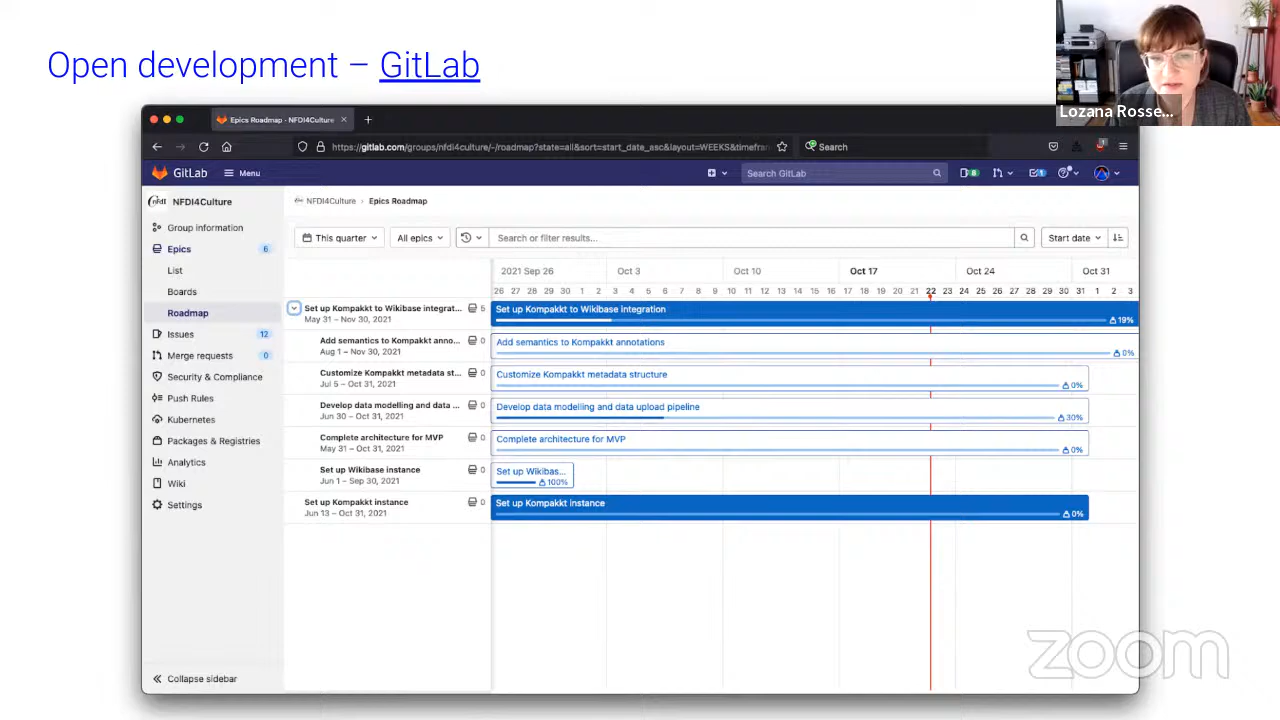 Open development – GitLab
Lozana Rosse...
Epics Roadmap · NFDI4Culture
https://gitlab.com/groups/nfdi4culture/-/roadmap?state=all&sort=start_date_asc&layout=WEEKS&timefram
Search
1
GitLab
Menu
Search GitLab
8
1
NFDI4Culture
NFDI4Culture › Epics Roadmap
Group information
This quarter
All epics
Search or filter results...
Start date
Epics 6
List
Boards
Roadmap
Issues 12
Merge requests 0
Security & Compliance
Push Rules
Kubernetes
Packages & Registries
Analytics
Wiki
Settings
Collapse sidebar
2021 Sep 26 Oct 3 Oct 10 Oct 17 Oct 24 Oct 31
26 27 28 29 30 1 2 3 4 5 6 7 8 9 10 11 12 13 14 15 16 17 18 19 20 21 22 23 24 25 26 27 28 29 30 31 1 2 3
Set up Kompakkt to Wikibase integrat... 5
May 31 – Nov 30, 2021
Set up Kompakkt to Wikibase integration
19%
Add semantics to Kompakkt anno... 0
Aug 1 – Nov 30, 2021
Add semantics to Kompakkt annotations
0%
Customize Kompakkt metadata st... 0
Jul 5 – Oct 31, 2021
Customize Kompakkt metadata structure
0%
Develop data modelling and data ... 0
Jun 30 – Oct 31, 2021
Develop data modelling and data upload pipeline
30%
Complete architecture for MVP 0
May 31 – Oct 31, 2021
Complete architecture for MVP
0%
Set up Wikibase instance 0
Jun 1 – Sep 30, 2021
Set up Wikibas...
100%
Set up Kompakkt instance 0
Jun 13 – Oct 31, 2021
Set up Kompakkt instance
0%
zoom